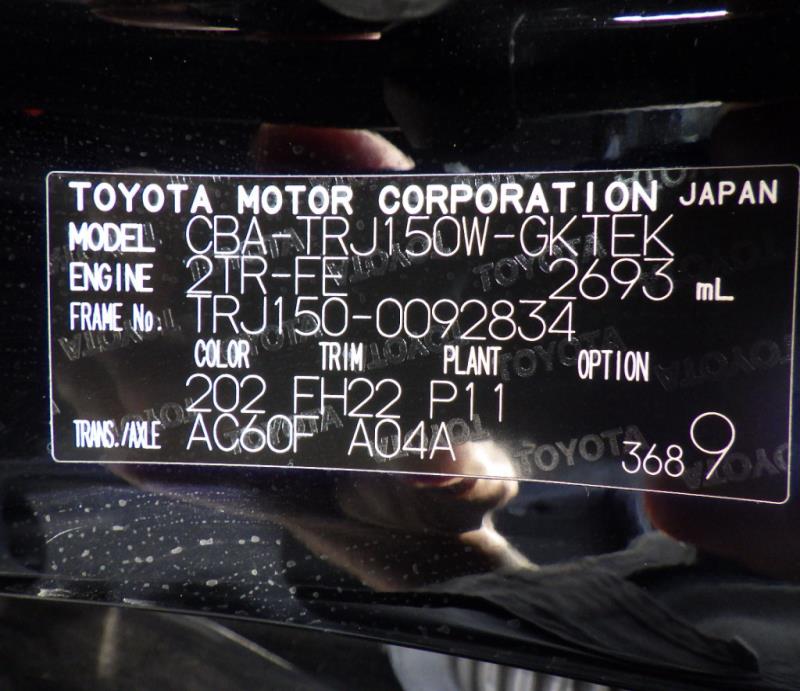 TOYOTA MOTOR CORPORATION JAPAN
MODEL CBA-TRJ150W-GKTEK
ENGINE 2TR-FE 2693 mL
FRAME No. TRJ150-0092834
COLOR TRIM PLANT OPTION
202 FH22 P11
TRANS./AXLE AC60F A04A 368 9